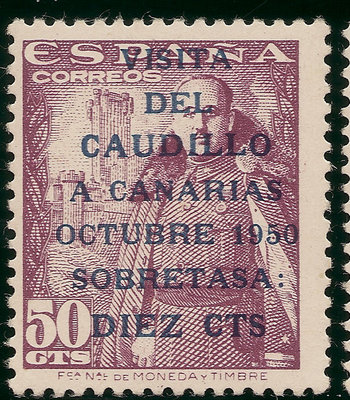 ESPAÑA
CORREOS
VISITA
DEL
CAUDILLO
A CANARIAS
OCTUBRE 1950
SOBRETASA:
DIEZ CTS
50
CTS
FCA NAL DE MONEDA Y TIMBRE